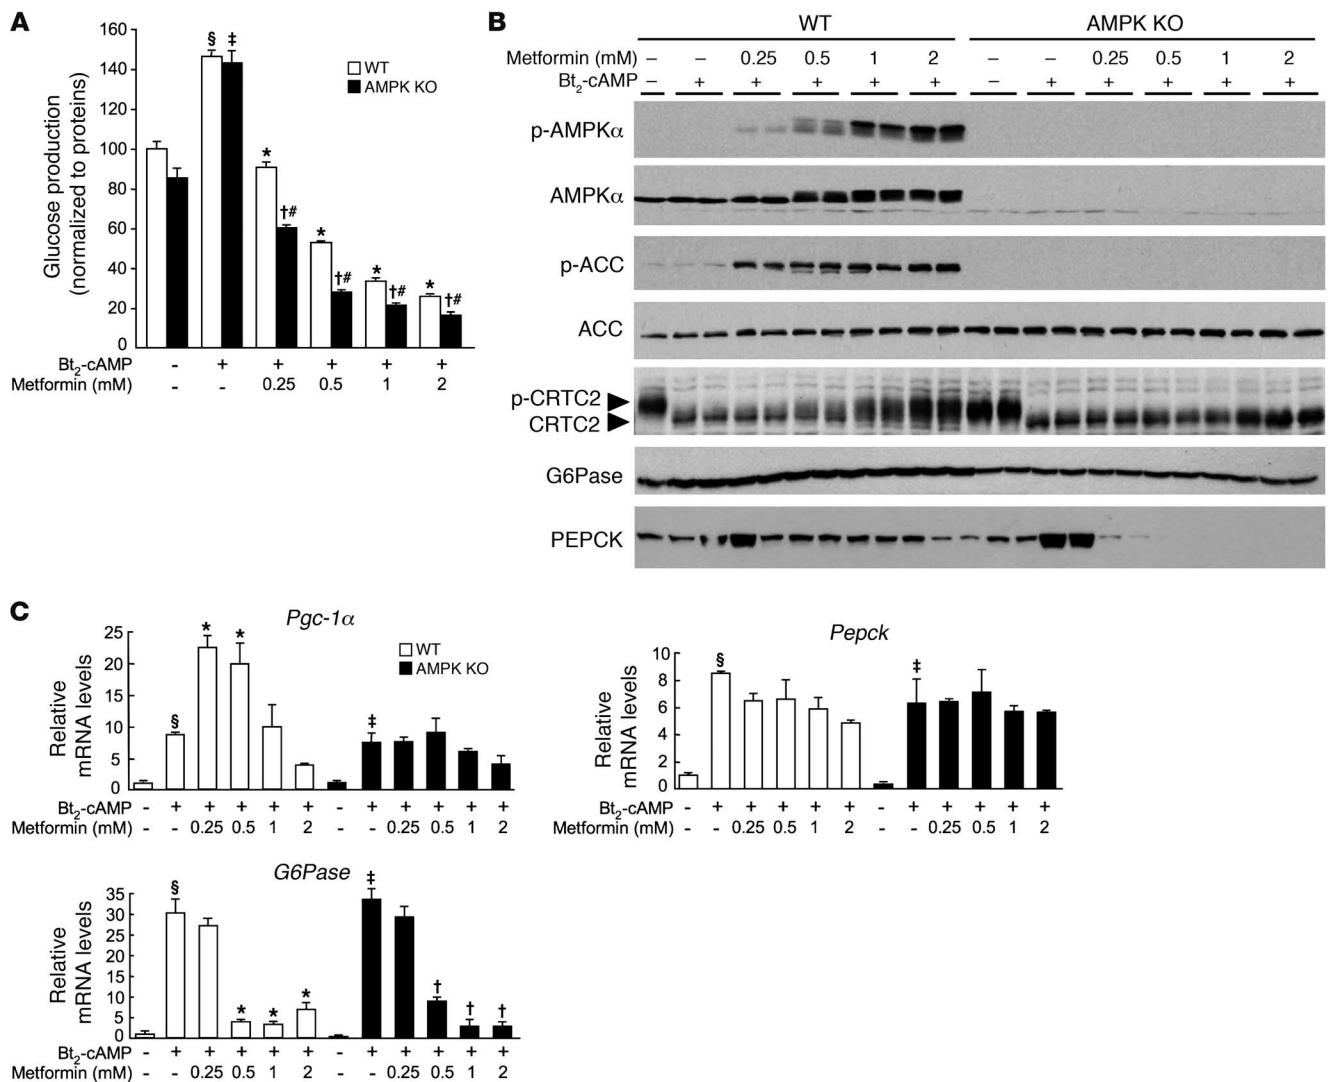 A
160
140
120
100
80
60
40
20
0
Glucose production
(normalized to proteins)
§ ‡
* †# * †# * †# * †#
WT
AMPK KO
Bt2-cAMP - + + + + +
Metformin (mM) - - 0.25 0.5 1 2
B
WT AMPK KO
Metformin (mM) – – 0.25 0.5 1 2 – – 0.25 0.5 1 2
Bt2-cAMP – + + + + + – + + + + +
p-AMPKα
AMPKα
p-ACC
ACC
p-CRTC2
CRTC2
G6Pase
PEPCK
C
Pgc-1α
25
20
15
10
5
0
Relative
mRNA levels
§ * * ‡
WT
AMPK KO
Bt2-cAMP - + + + + + - + + + + +
Metformin (mM) - - 0.25 0.5 1 2 - - 0.25 0.5 1 2
Pepck
10
8
6
4
2
0
Relative
mRNA levels
§ ‡
Bt2-cAMP - + + + + + - + + + + +
Metformin (mM) - - 0.25 0.5 1 2 - - 0.25 0.5 1 2
G6Pase
35
30
25
20
15
10
5
0
Relative
mRNA levels
§ * * * ‡ † † †
Bt2-cAMP - + + + + + - + + + + +
Metformin (mM) - - 0.25 0.5 1 2 - - 0.25 0.5 1 2